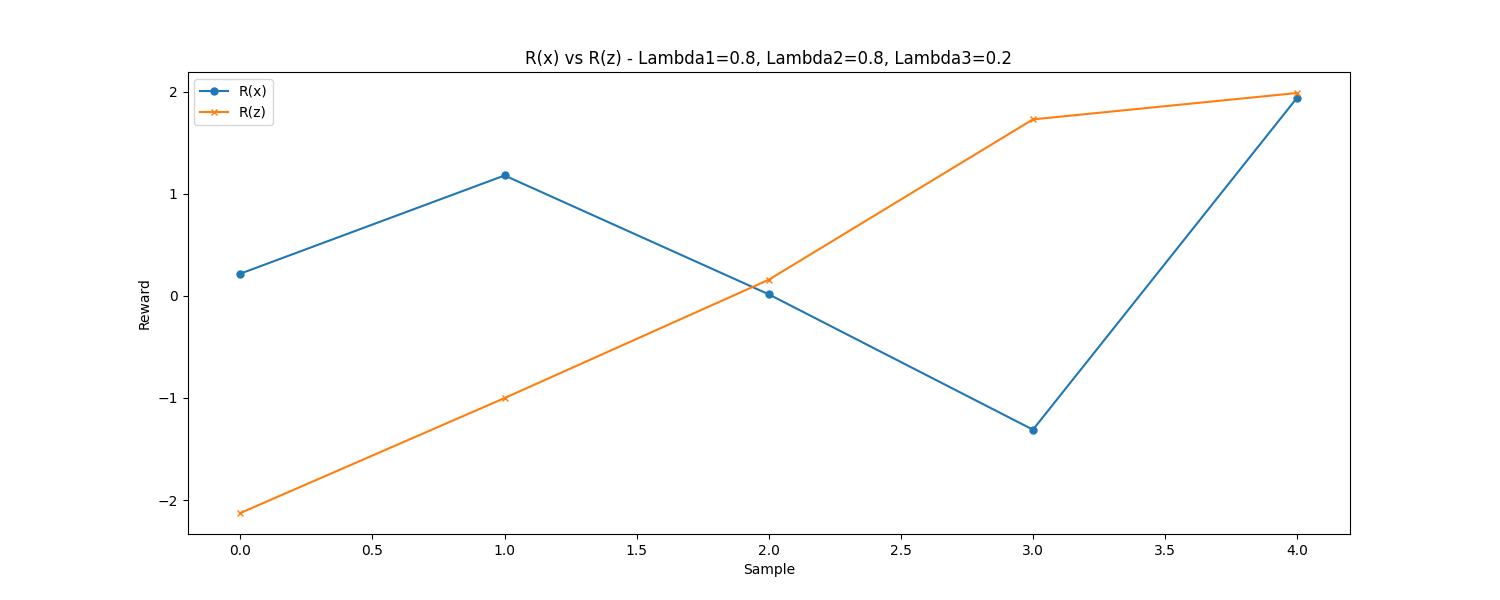 R(x) vs R(z) - Lambda1=0.8, Lambda2=0.8, Lambda3=0.2
R(x)
R(z)
2
1
0
−1
−2
Reward
0.0 0.5 1.0 1.5 2.0 2.5 3.0 3.5 4.0
Sample